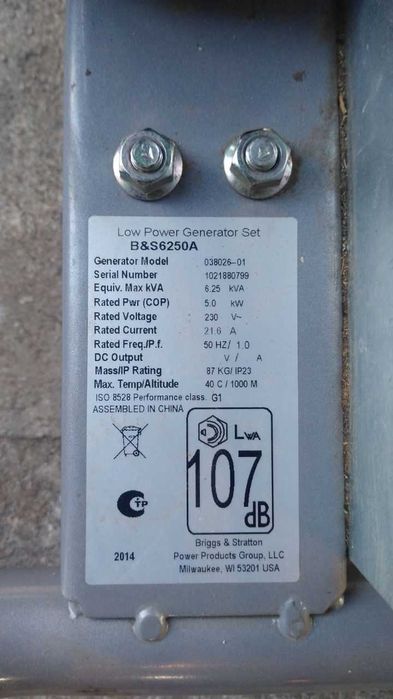 Low Power Generator Set
B&S6250A
Generator Model 038026-01
Serial Number 1021880799
Equiv. Max kVA 6.25 kVA
Rated Pwr (COP) 5.0 kW
Rated Voltage 230 V~
Rated Current 21.6 A
Rated Freq./P.f. 50 HZ/ 1.0
DC Output V / A
Mass/IP Rating 87 KG/ IP23
Max. Temp/Altitude 40 C / 1000 M
ISO 8528 Performance class. G1
ASSEMBLED IN CHINA
LWA
107
dB
CTP
2014
Briggs & Stratton
Power Products Group, LLC
Milwaukee, WI 53201 USA